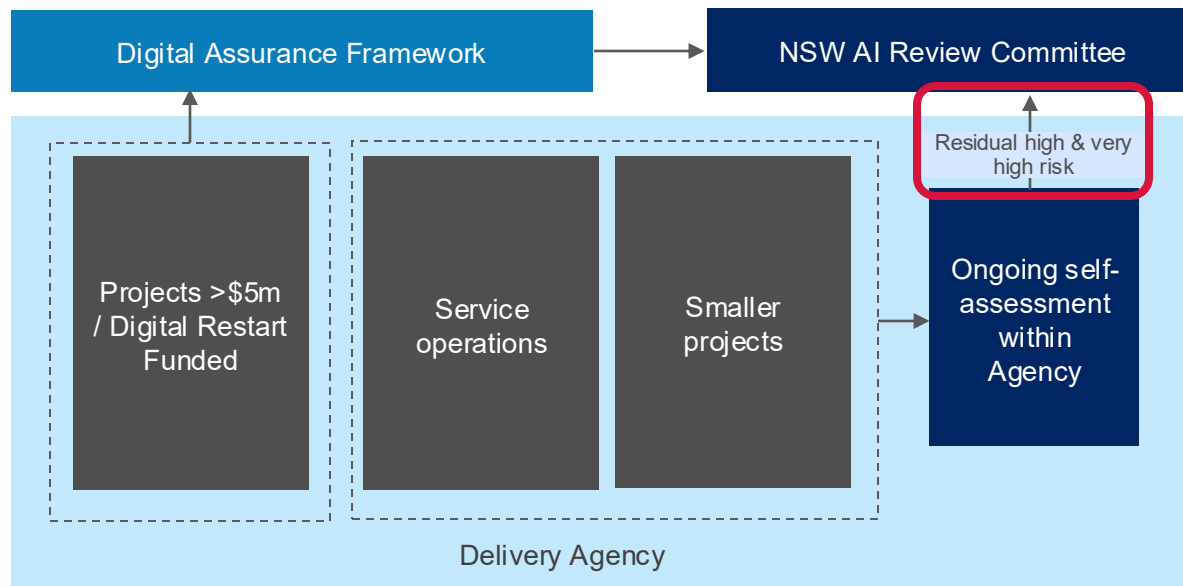 Digital Assurance Framework
NSW AI Review Committee
Residual high & very
high risk
Projects >$5m
/ Digital Restart
Funded
Service
operations
Smaller
projects
Ongoing self-
assessment
within
Agency
Delivery Agency